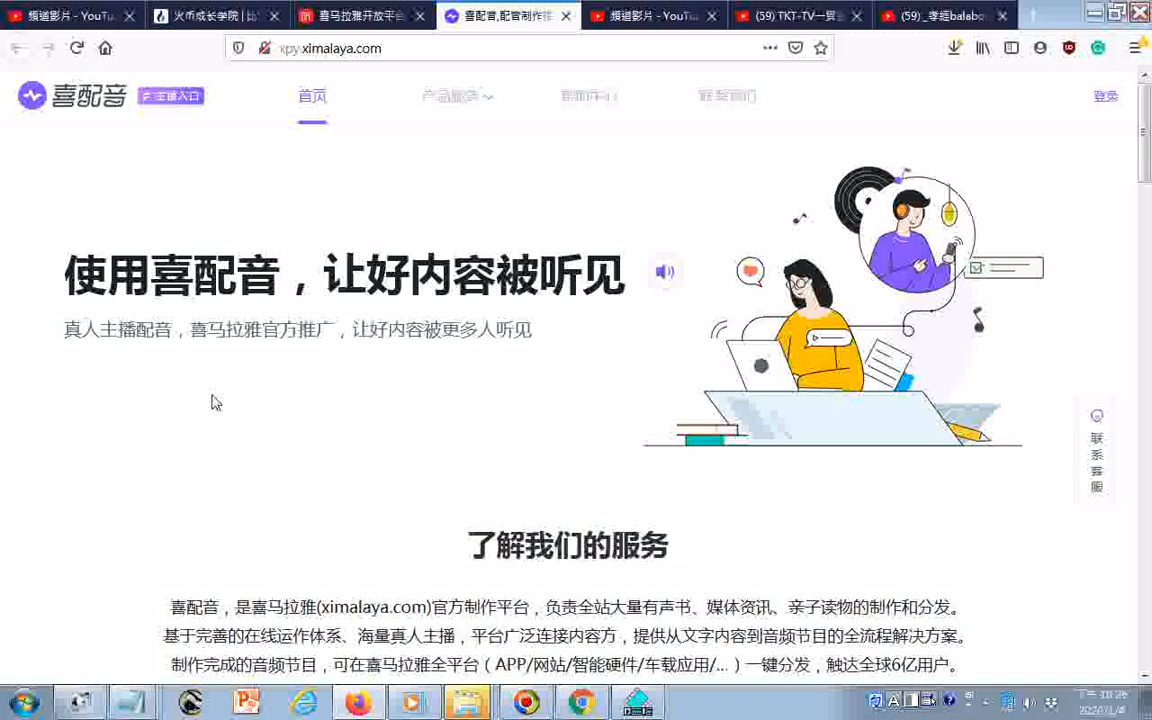 頻道影片 - YouTu
火币成长学院 | 比
喜马拉雅开放平台
喜配音,配音制作
頻道影片 - YouTu
(59) TKT-TV一貫
(59)_孝經balabo
xpy.ximalaya.com
喜配音
首页
产品服务
登录
使用喜配音，让好内容被听见
真人主播配音，喜马拉雅官方推广，让好内容被更多人听见
联系客服
了解我们的服务
喜配音，是喜马拉雅(ximalaya.com)官方制作平台，负责全站大量有声书、媒体资讯、亲子读物的制作和分发。
基于完善的在线运作体系、海量真人主播，平台广泛连接内容方，提供从文字内容到音频节目的全流程解决方案。
制作完成的音频节目，可在喜马拉雅全平台（APP/网站/智能硬件/车载应用/...）一键分发，触达全球6亿用户。